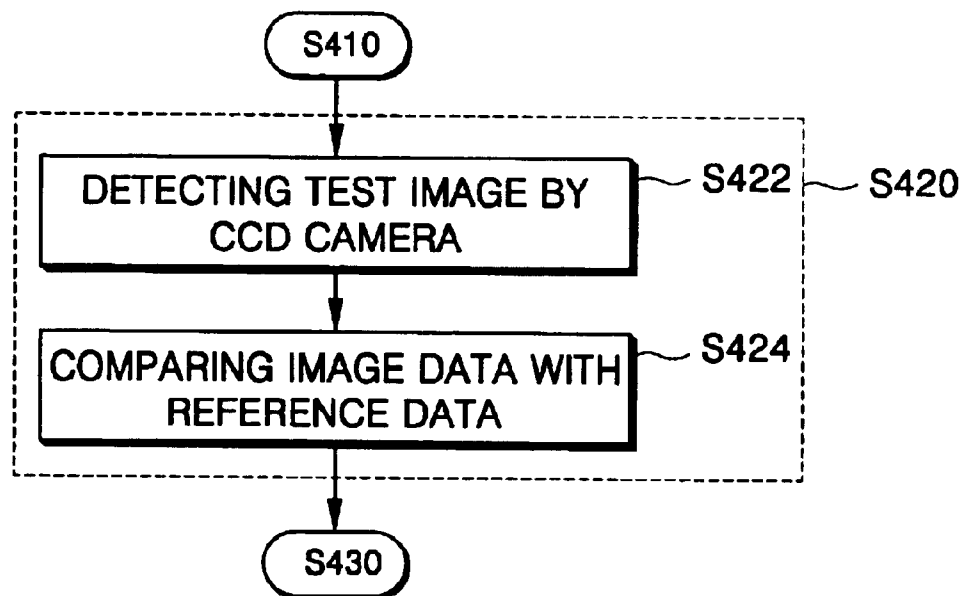 S410
DETECTING TEST IMAGE BY
CCD CAMERA
S422
S420
COMPARING IMAGE DATA WITH
REFERENCE DATA
S424
S430